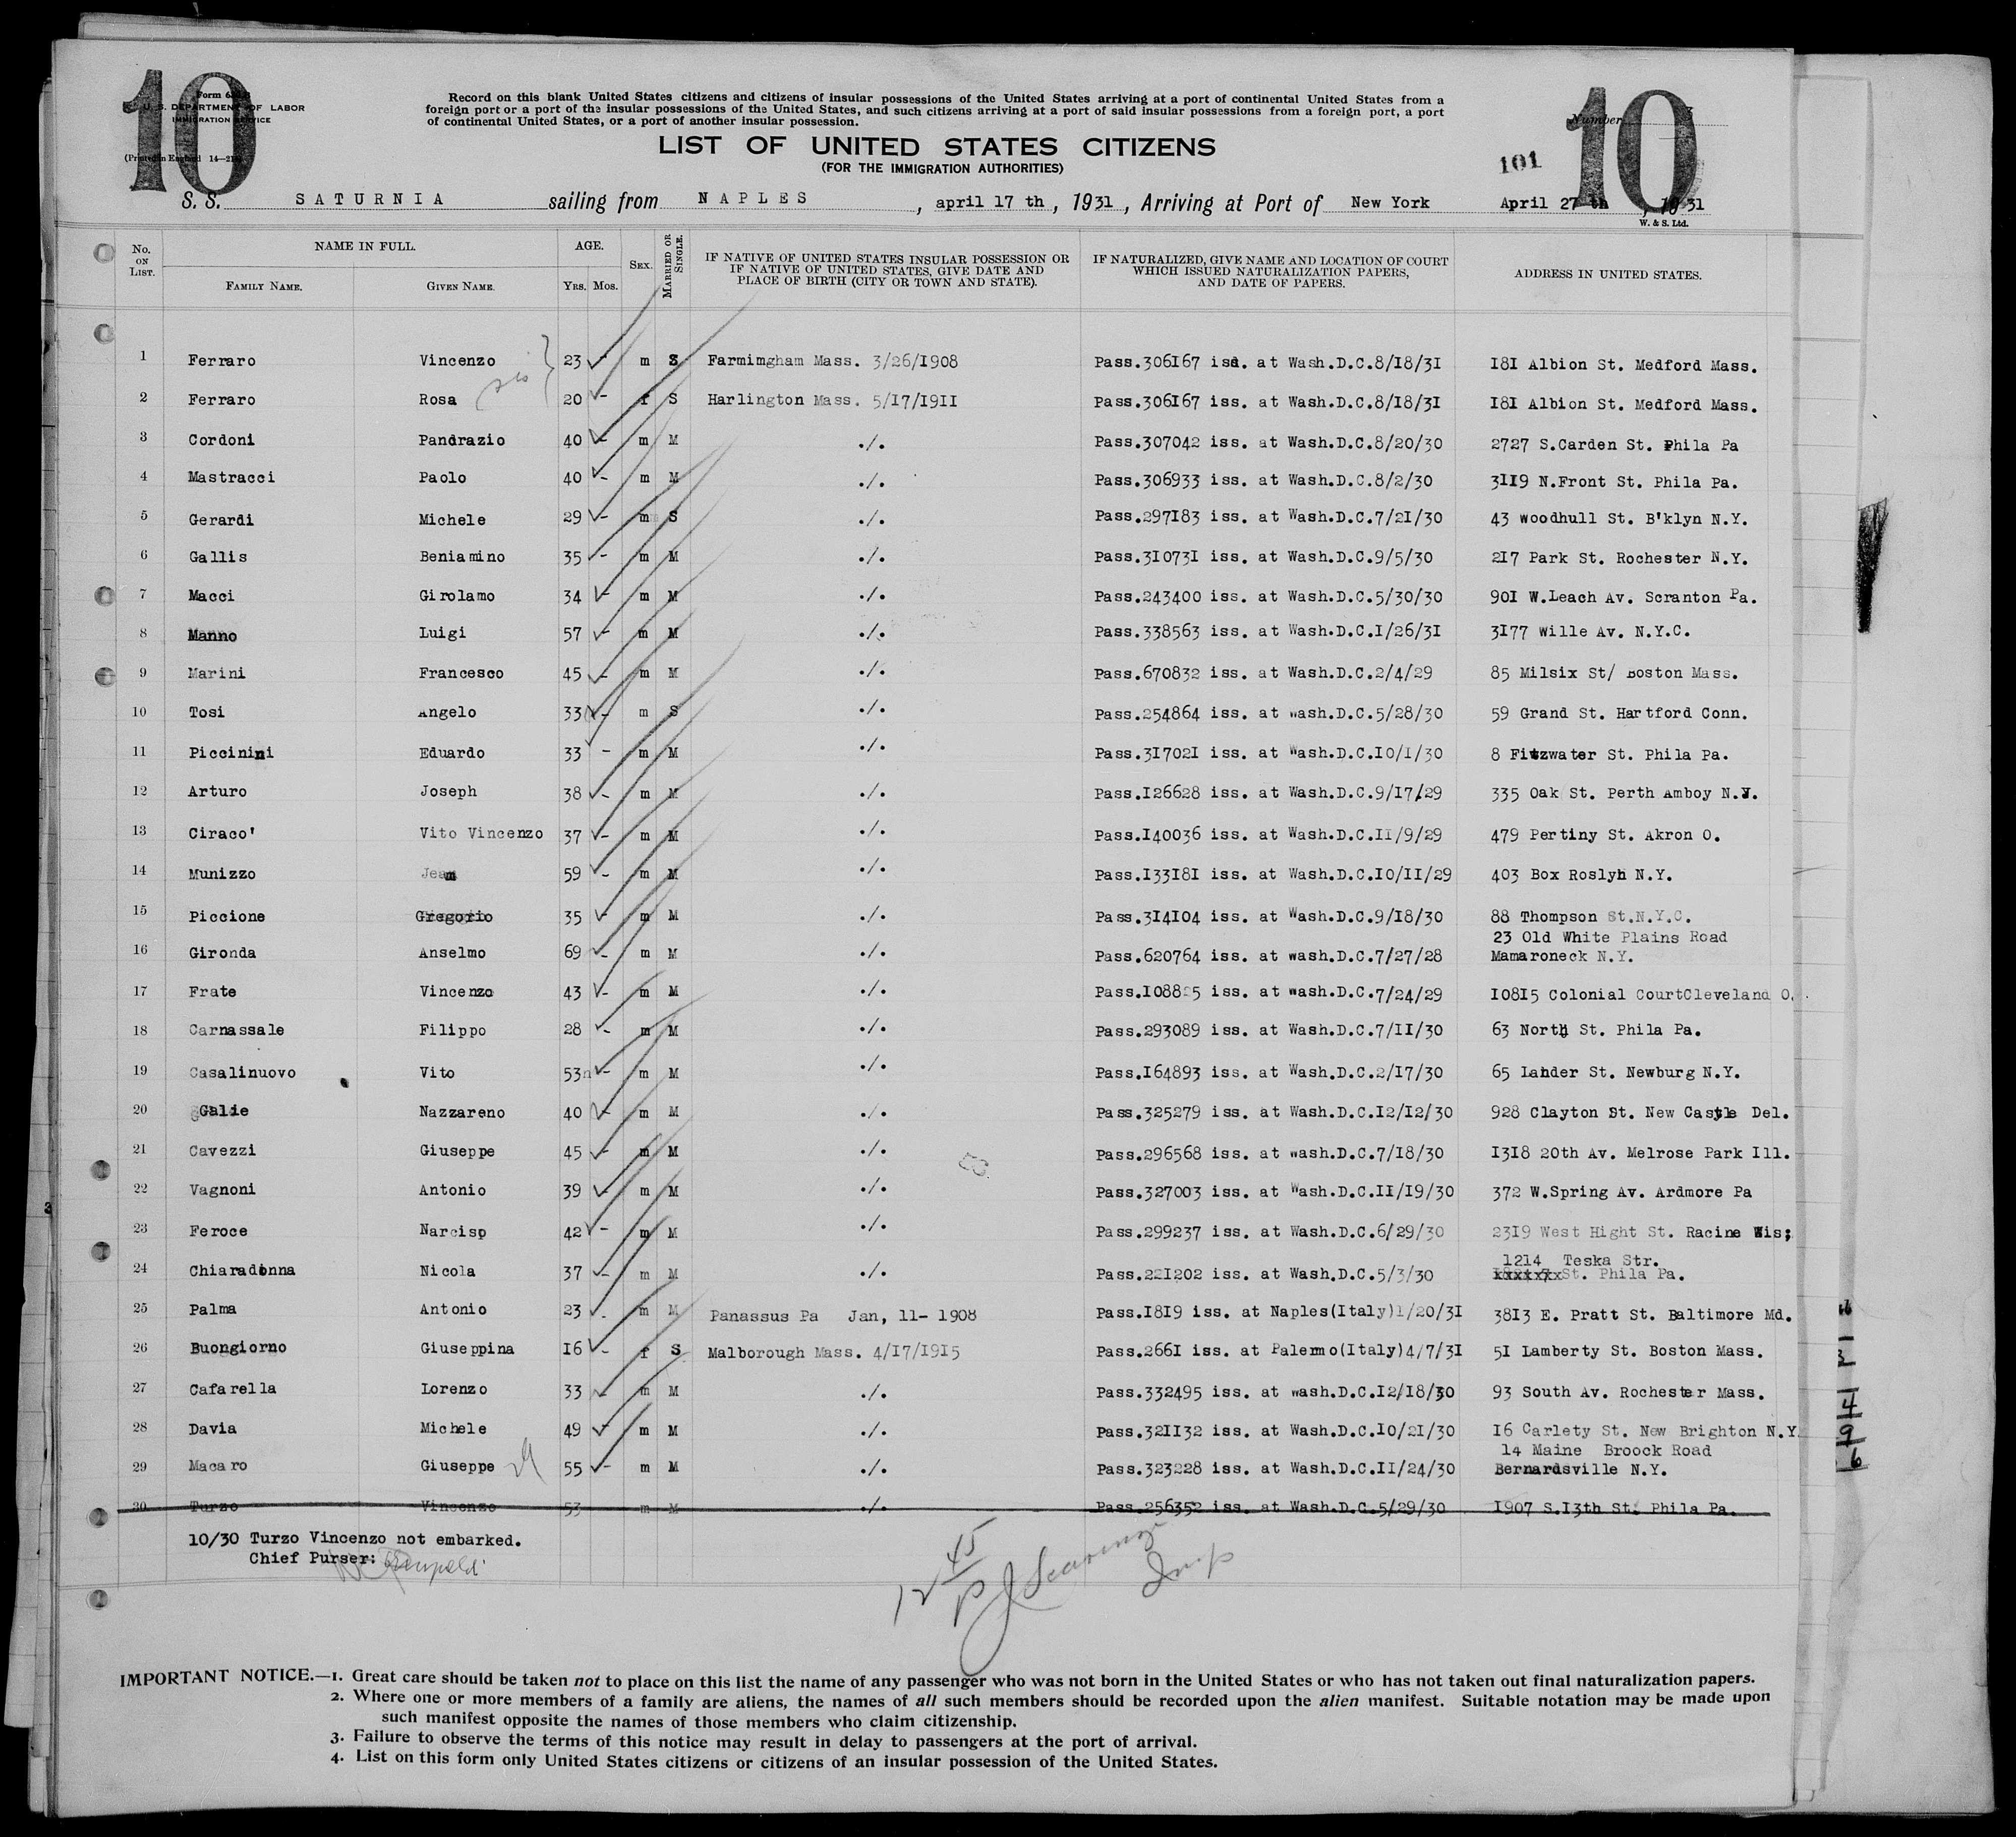 10
Form 630
U. S. DEPARTMENT OF LABOR
IMMIGRATION SERVICE
(Printed in England 14—21
Record on this blank United States citizens and citizens of insular possessions of the United States arriving at a port of continental United States from a
foreign port or a port of the insular possessions of the United States, and such citizens arriving at a port of said insular possessions from a foreign port, a port
of continental United States, or a port of another insular possession.
Number
10
LIST OF UNITED STATES CITIZENS
(FOR THE IMMIGRATION AUTHORITIES)
101
S. S. SATURNIA sailing from NAPLES, april 17 th, 1931, Arriving at Port of New York April 27 th, 1931
W. & S. Ltd.
No. ON LIST. NAME IN FULL. FAMILY NAME. GIVEN NAME. AGE. YRS. MOS. SEX. MARRIED OR SINGLE. IF NATIVE OF UNITED STATES INSULAR POSSESSION OR IF NATIVE OF UNITED STATES, GIVE DATE AND PLACE OF BIRTH (CITY OR TOWN AND STATE). IF NATURALIZED, GIVE NAME AND LOCATION OF COURT WHICH ISSUED NATURALIZATION PAPERS, AND DATE OF PAPERS. ADDRESS IN UNITED STATES.
1 Ferraro Vincenzo 23 - m S Farmimgham Mass. 3/26/1908 Pass.306167 iss. at Wash.D.C.8/18/31 181 Albion St. Medford Mass.
2 Ferraro Rosa sis 20 - f S Harlington Mass. 5/17/1911 Pass.306167 iss. at Wash.D.C.8/18/31 181 Albion St. Medford Mass.
3 Cordoni Pandrazio 40 - m M ./. Pass.307042 iss. at Wash.D.C.8/20/30 2727 S.Carden St. Phila Pa
4 Mastracci Paolo 40 - m M ./. Pass.306933 iss. at Wash.D.C.8/2/30 3119 N.Front St. Phila Pa.
5 Gerardi Michele 29 - m S ./. Pass.297183 iss. at Wash.D.C.7/21/30 43 woodhull St. B'klyn N.Y.
6 Gallis Beniamino 35 - m M ./. Pass.310731 iss. at Wash.D.C.9/5/30 217 Park St. Rochester N.Y.
7 Macci Girolamo 34 - m M ./. Pass.243400 iss. at Wash.D.C.5/30/30 901 W.Leach Av. Scranton Pa.
8 Manno Luigi 57 - m M ./. Pass.338563 iss. at Wash.D.C.1/26/31 3177 Wille Av. N.Y.C.
9 Marini Francesco 45 - m M ./. Pass.670832 iss. at Wash.D.C.2/4/29 85 Milsix St/ Boston Mass.
10 Tosi Angelo 33 - m S ./. Pass.254864 iss. at Wash.D.C.5/28/30 59 Grand St. Hartford Conn.
11 Piccinini Eduardo 33 - m M ./. Pass.317021 iss. at Wash.D.C.10/1/30 8 Fitzwater St. Phila Pa.
12 Arturo Joseph 38 - m M ./. Pass.126628 iss. at Wash.D.C.9/17/29 335 Oak St. Perth Amboy N.J.
13 Ciraco' Vito Vincenzo 37 - m M ./. Pass.140036 iss. at Wash.D.C.11/9/29 479 Pertiny St. Akron O.
14 Munizzo Jean 59 - m M ./. Pass.133181 iss. at Wash.D.C.10/11/29 403 Box Roslyn N.Y.
15 Piccione Gregorio 35 - m M ./. Pass.314104 iss. at Wash.D.C.9/18/30 88 Thompson St.N.Y.C.
23 Old White Plains Road
16 Gironda Anselmo 69 - m M ./. Pass.620764 iss. at wash.D.C.7/27/28 Mamaroneck N.Y.
17 Frate Vincenzo 43 - m M ./. Pass. iss. at wash.D.C.7/24/29 10815 Colonial CourtCleveland O.
18 Carnassale Filippo 28 - m M ./. Pass.293089 iss. at Wash.D.C.7/11/30 63 North St. Phila Pa.
19 Casalinuovo Vito 53 - m M ./. Pass.164893 iss. at Wash.D.C.2/17/30 65 Lander St. Newburg N.Y.
20 Galie Nazzareno 40 - m M ./. Pass.325279 iss. at Wash.D.C.12/12/30 928 Clayton St. New Castle Del.
21 Cavezzi Giuseppe 45 - m M ./. Pass.296568 iss. at wash.D.C.7/18/30 1318 20th Av. Melrose Park Ill.
22 Vagnoni Antonio 39 - m M ./. Pass.327003 iss. at Wash.D.C.11/19/30 372 W.Spring Av. Ardmore Pa
23 Feroce Narciso 42 - m M ./. Pass.299237 iss. at Wash.D.C.6/29/30 2319 West Hight St. Racine Wis;
1214 Teska Str.
24 Chiaradonna Nicola 37 - m M ./. Pass.221202 iss. at Wash.D.C.5/3/30 xxxxxxxSt. Phila Pa.
25 Palma Antonio 23 - m M Panassus Pa Jan, 11- 1908 Pass.1819 iss. at Naples(Italy)1/20/31 3813 E. Pratt St. Baltimore Md.
26 Buongiorno Giuseppina 16 - f S Malborough Mass. 4/17/1915 Pass.2661 iss. at Palermo(Italy)4/7/31 51 Lamberty St. Boston Mass.
27 Cafarella Lorenzo 33 - m M ./. Pass.332495 iss. at wash.D.C.12/18/30 93 South Av. Rochester Mass.
28 Davia Michele 49 - m M ./. Pass.321132 iss. at Wash.D.C.10/21/30 16 Carlety St. New Brighton N.Y.
14 Maine Broock Road
29 Macaro Giuseppe 55 - m M ./. Pass.323228 iss. at Wash.D.C.11/24/30 Bernardsville N.Y.
30 Turzo Vincenzo 53 m M ./. Pass.256352 iss. at Wash.D.C.5/29/30 1907 S.13th St. Phila Pa.
10/30 Turzo Vincenzo not embarked.
Chief Purser:
12 45 P
IMPORTANT NOTICE.—1. Great care should be taken not to place on this list the name of any passenger who was not born in the United States or who has not taken out final naturalization papers.
2. Where one or more members of a family are aliens, the names of all such members should be recorded upon the alien manifest. Suitable notation may be made upon
such manifest opposite the names of those members who claim citizenship.
3. Failure to observe the terms of this notice may result in delay to passengers at the port of arrival.
4. List on this form only United States citizens or citizens of an insular possession of the United States.